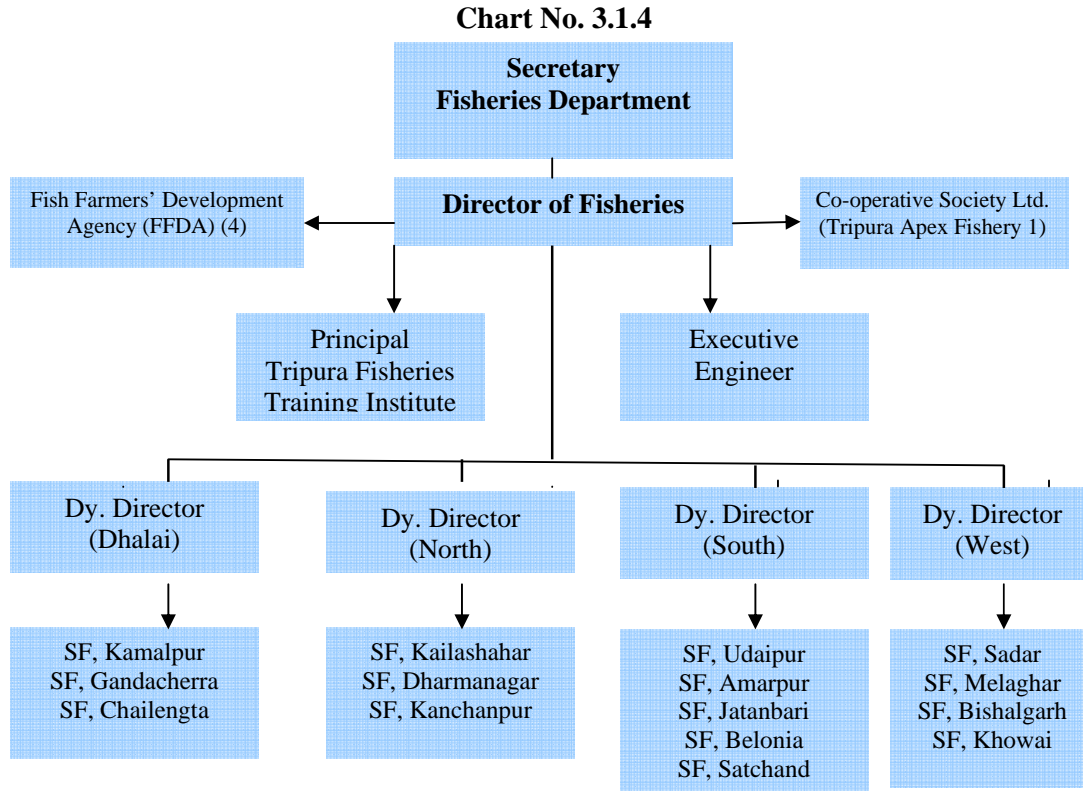 Chart No. 3.1.4
Secretary
Fisheries Department
Fish Farmers’ Development
Agency (FFDA) (4)
Director of Fisheries
Co-operative Society Ltd.
(Tripura Apex Fishery 1)
Principal
Tripura Fisheries
Training Institute
Executive
Engineer
Dy. Director
(Dhalai)
Dy. Director
(North)
Dy. Director
(South)
Dy. Director
(West)
SF, Kamalpur
SF, Gandacherra
SF, Chailengta
SF, Kailashahar
SF, Dharmanagar
SF, Kanchanpur
SF, Udaipur
SF, Amarpur
SF, Jatanbari
SF, Belonia
SF, Satchand
SF, Sadar
SF, Melaghar
SF, Bishalgarh
SF, Khowai